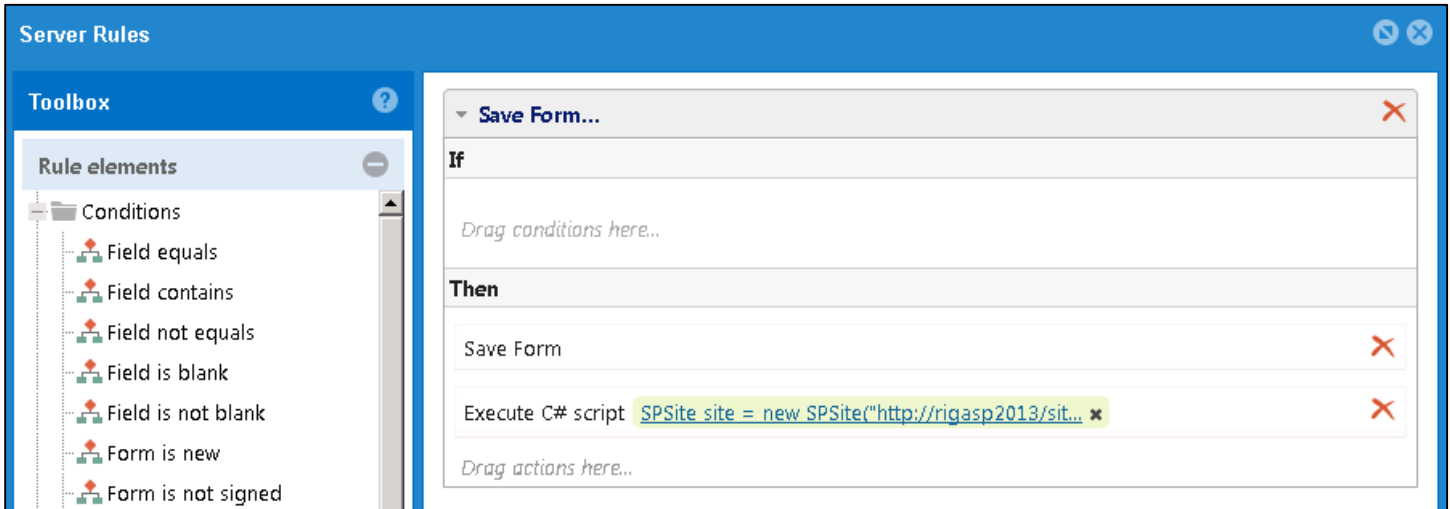 Server Rules
Toolbox
Rule elements
Conditions
Field equals
Field contains
Field not equals
Field is blank
Field is not blank
Form is new
Form is not signed
Save Form...
If
Drag conditions here...
Then
Save Form
Execute C# script SPSite site = new SPSite("http://rigasp2013/sit...
Drag actions here...